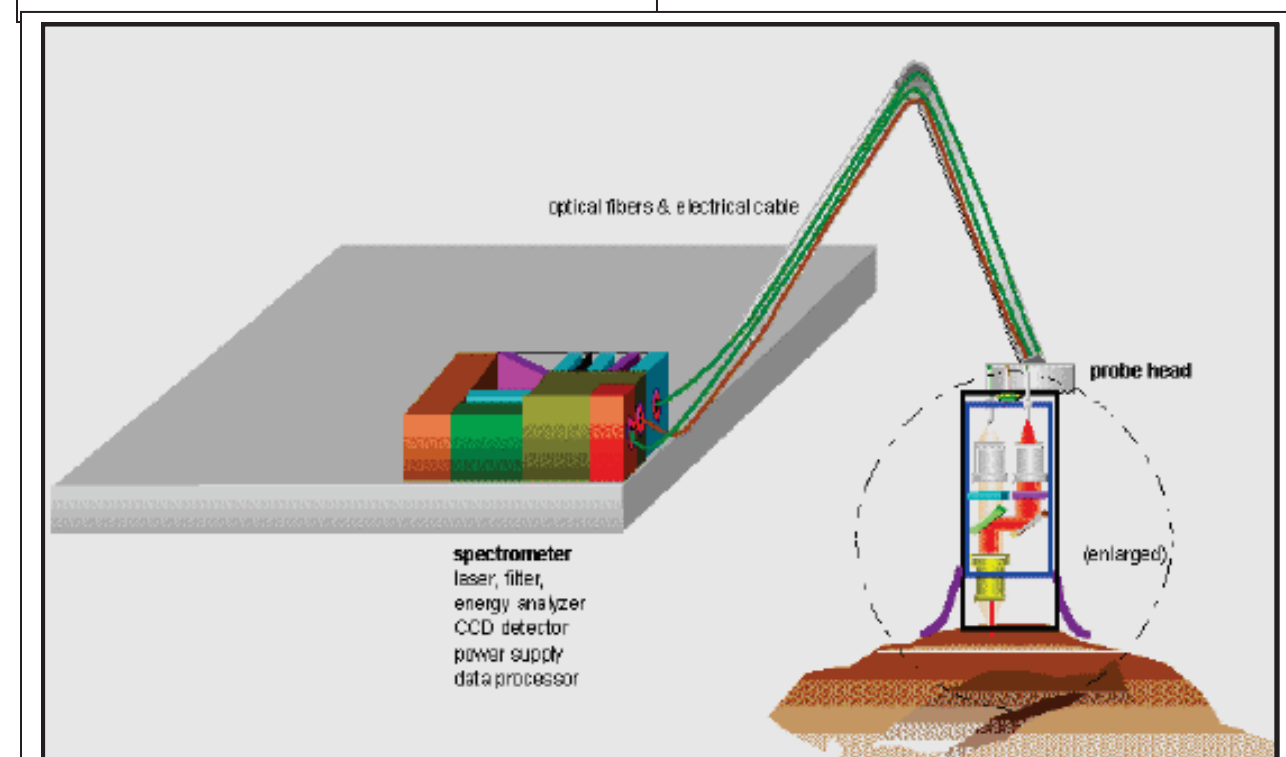 optical fibers & electrical cable
probe head
(enlarged)
spectrometer
laser, filter,
energy analyzer
CCD detector
power supply
data processor